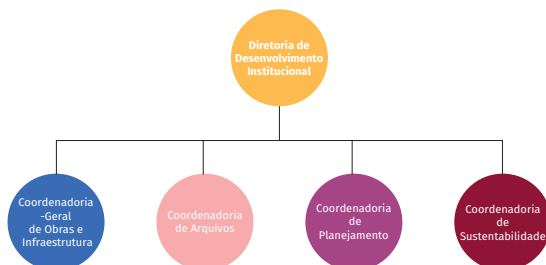 Diretoria de
Desenvolvimento
Institucional
Coordenadoria
-Geral
de Obras e
Infraestrutura
Coordenadoria
de Arquivos
Coordenadoria
de
Planejamento
Coordenadoria
de
Sustentabilidade